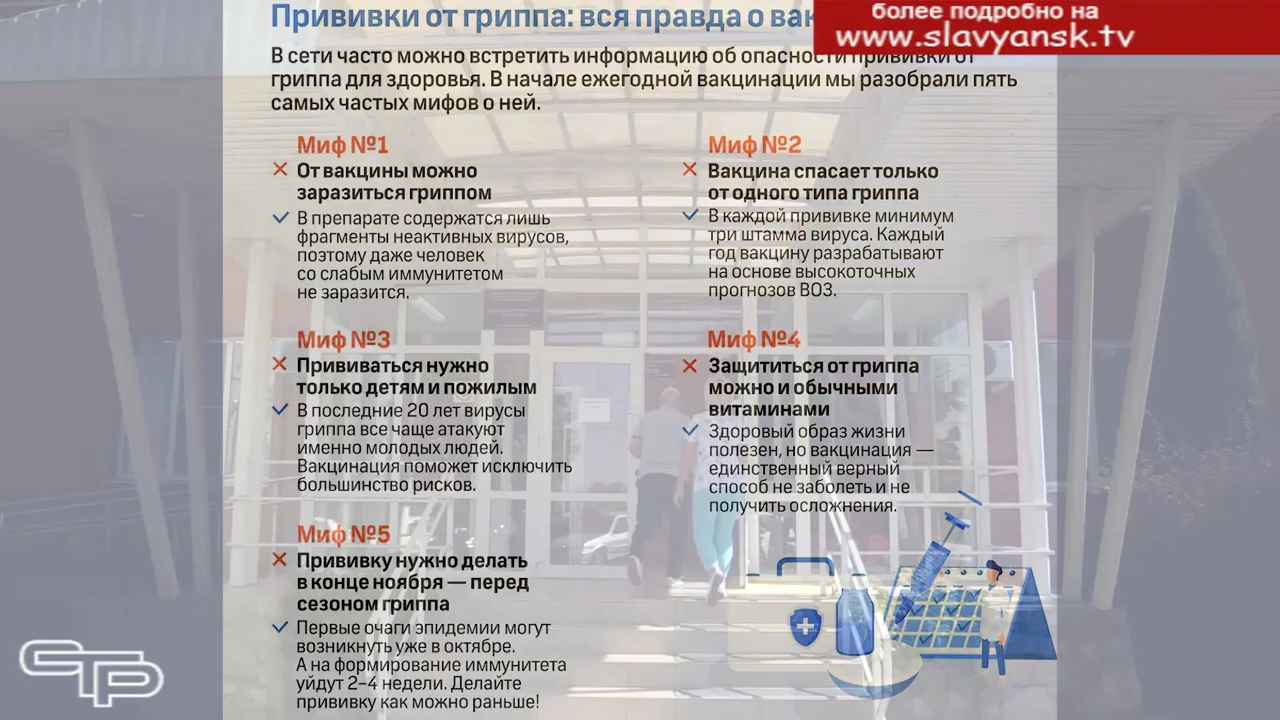 Прививки от гриппа: вся правда о
более подробно на
www.slavyansk.tv
В сети часто можно встретить информацию об опасности прививки от
гриппа для здоровья. В начале ежегодной вакцинации мы разобрали пять
самых частых мифов о ней.
Миф №1
От вакцины можно
заразиться гриппом
В препарате содержатся лишь
фрагменты неактивных вирусов,
поэтому даже человек
со слабым иммунитетом
не заразится.
Миф №2
Вакцина спасает только
от одного типа гриппа
В каждой прививке минимум
три штамма вируса. Каждый
год вакцину разрабатывают
на основе высокоточных
прогнозов ВОЗ.
Миф №3
Прививаться нужно
только детям и пожилым
В последние 20 лет вирусы
гриппа все чаще атакуют
именно молодых людей.
Вакцинация поможет исключить
большинство рисков.
Миф №4
Защититься от гриппа
можно и обычными
витаминами
Здоровый образ жизни
полезен, но вакцинация —
единственный верный
способ не заболеть и не
получить осложнения.
Миф №5
Прививку нужно делать
в конце ноября — перед
сезоном гриппа
Первые очаги эпидемии могут
возникнуть уже в октябре.
А на формирование иммунитета
уйдут 2–4 недели. Делайте
прививку как можно раньше!
СТР